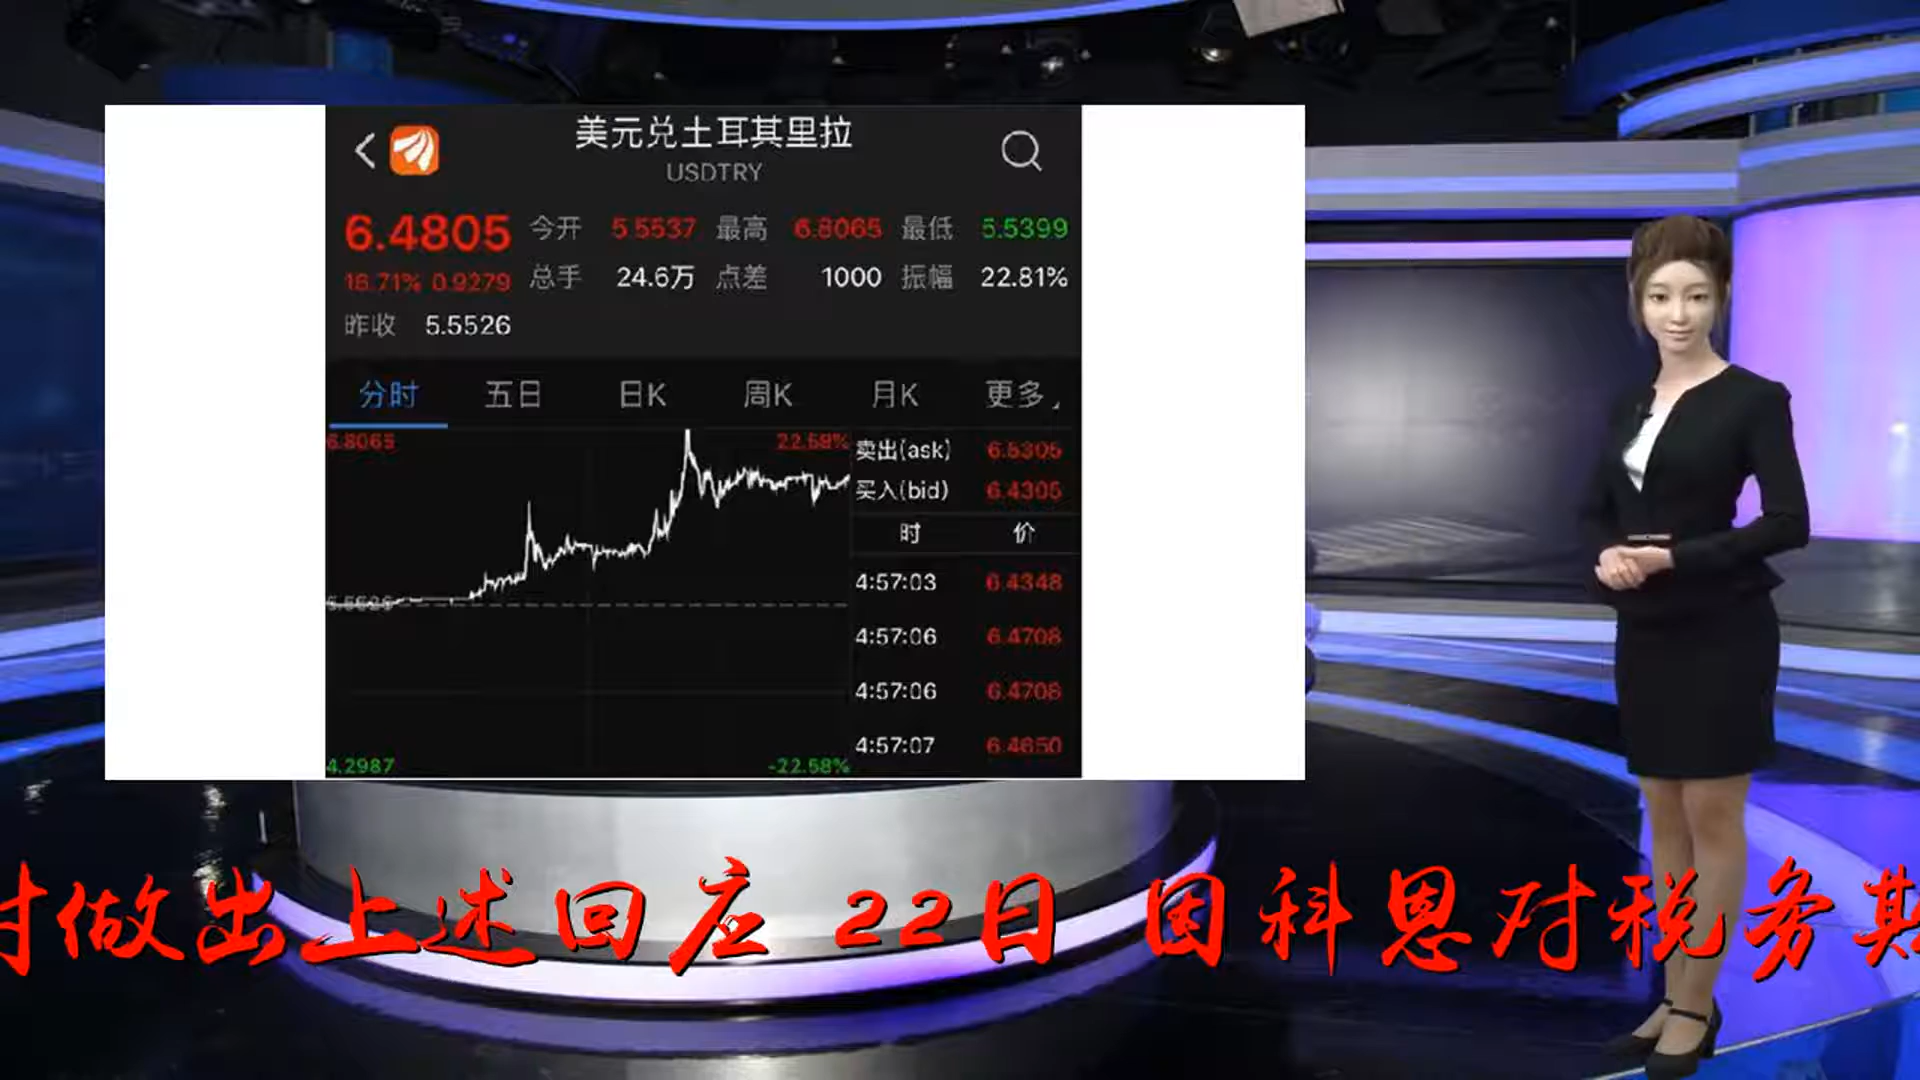 美元兑土耳其里拉
USDTRY
6.4805 今开 5.5537 最高 6.8065 最低 5.5399
16.71% 0.9279 总手 24.6万 点差 1000 振幅 22.81%
昨收 5.5526
分时 五日 日K 周K 月K 更多
6.8065 22.58% 卖出(ask) 6.5305
买入(bid) 6.4305
时 价
4:57:03 6.4348
5.5526
4:57:06 6.4708
4:57:06 6.4708
4:57:07 6.4650
4.2987 -22.58%
时做出上述回应 22日 因科恩对税务欺